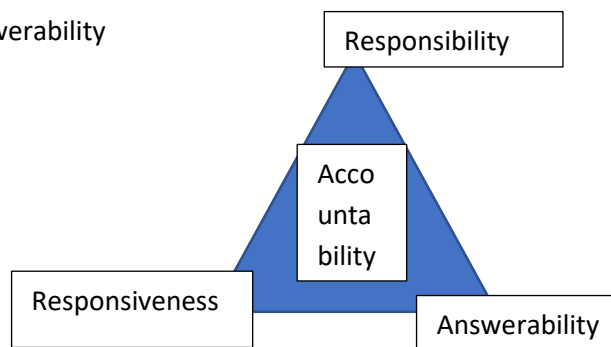 werability
Responsibility
Acco
unta
bility
Responsiveness
Answerability